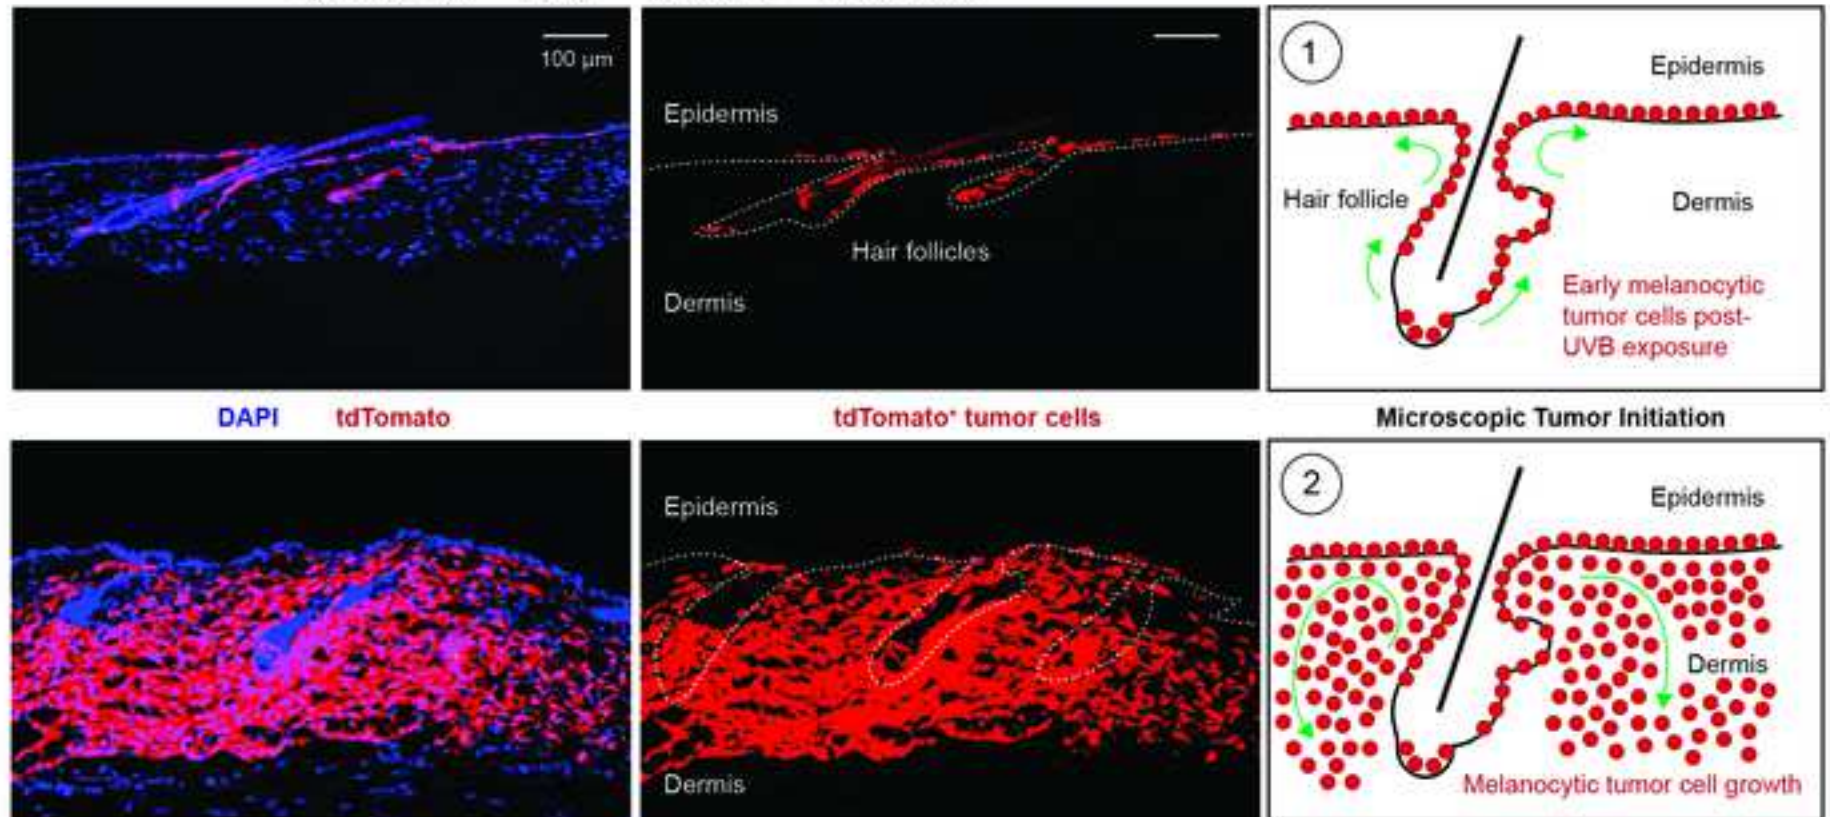 100 µm
Epidermis
Hair follicles
Dermis
1
Epidermis
Hair follicle
Dermis
Early melanocytic
tumor cells post-
UVB exposure
DAPI tdTomato
tdTomato⁺ tumor cells
Microscopic Tumor Initiation
Epidermis
Dermis
2
Epidermis
Dermis
Melanocytic tumor cell growth